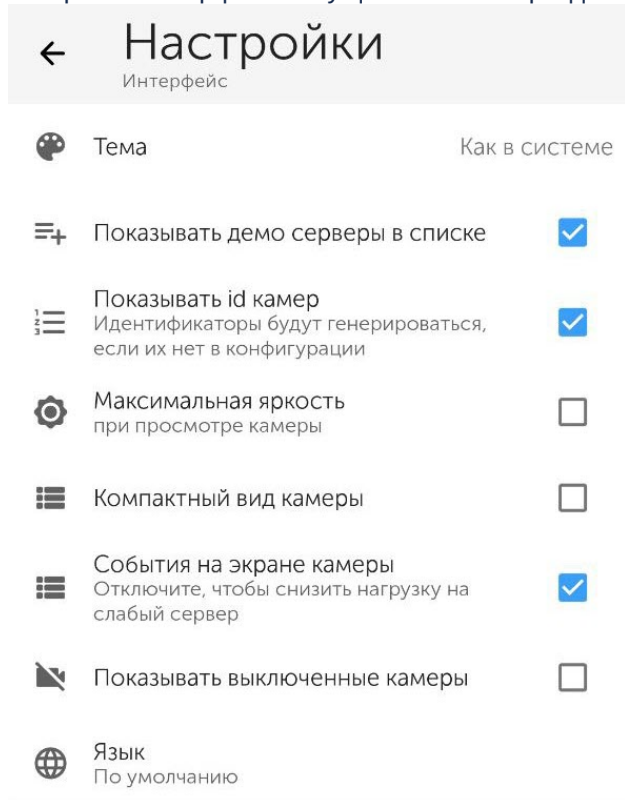 Настройки
Интерфейс
Тема
Как в системе
Показывать демо серверы в списке
Показывать id камер
Идентификаторы будут генерироваться,
если их нет в конфигурации
Максимальная яркость
при просмотре камеры
Компактный вид камеры
События на экране камеры
Отключите, чтобы снизить нагрузку на
слабый сервер
Показывать выключенные камеры
Язык
По умолчанию